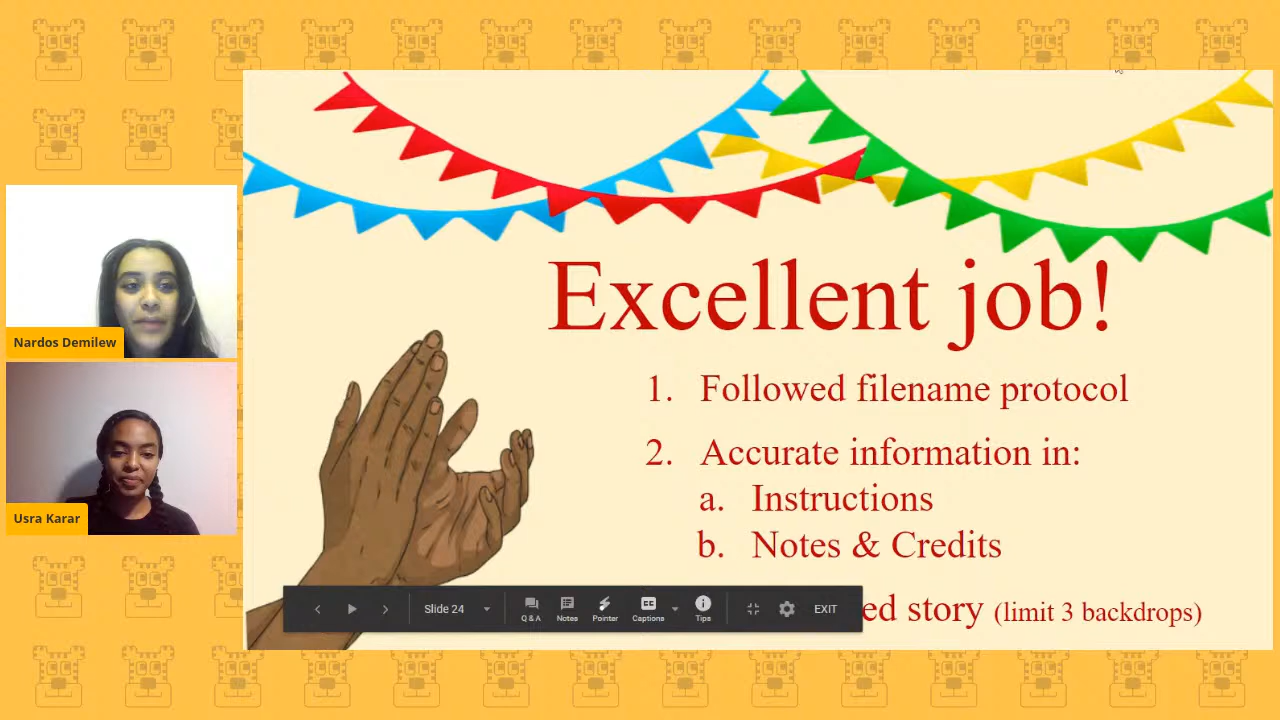 Excellent job!
1. Followed filename protocol
2. Accurate information in:
a. Instructions
b. Notes & Credits
story (limit 3 backdrops)
Nardos Demilew
Usra Karar
Slide 24
Q & A
Notes
Pointer
Captions
Tips
EXIT